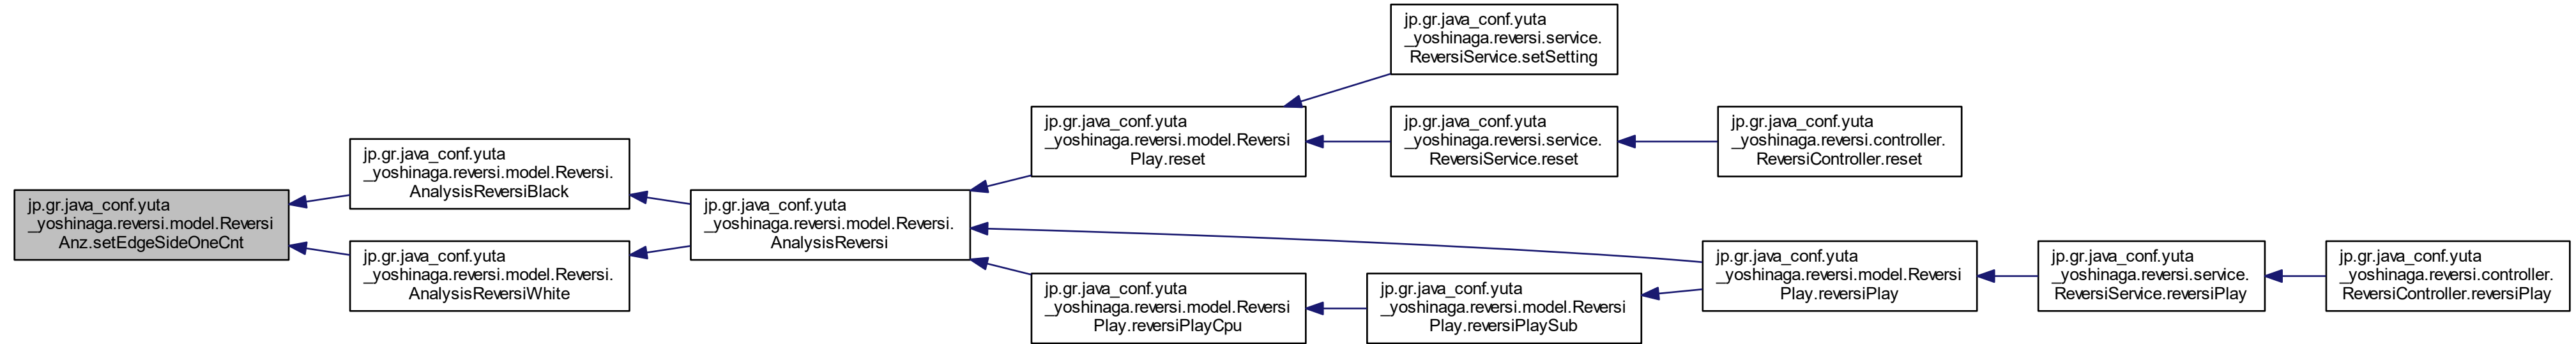 jp.gr.java_conf.yuta
_yoshinaga.reversi.model.Reversi
Anz.setEdgeSideOneCnt
jp.gr.java_conf.yuta
_yoshinaga.reversi.model.Reversi.
AnalysisReversiBlack
jp.gr.java_conf.yuta
_yoshinaga.reversi.model.Reversi.
AnalysisReversiWhite
jp.gr.java_conf.yuta
_yoshinaga.reversi.model.Reversi.
AnalysisReversi
jp.gr.java_conf.yuta
_yoshinaga.reversi.model.Reversi
Play.reset
jp.gr.java_conf.yuta
_yoshinaga.reversi.service.
ReversiService.setSetting
jp.gr.java_conf.yuta
_yoshinaga.reversi.service.
ReversiService.reset
jp.gr.java_conf.yuta
_yoshinaga.reversi.controller.
ReversiController.reset
jp.gr.java_conf.yuta
_yoshinaga.reversi.model.Reversi
Play.reversiPlayCpu
jp.gr.java_conf.yuta
_yoshinaga.reversi.model.Reversi
Play.reversiPlaySub
jp.gr.java_conf.yuta
_yoshinaga.reversi.model.Reversi
Play.reversiPlay
jp.gr.java_conf.yuta
_yoshinaga.reversi.service.
ReversiService.reversiPlay
jp.gr.java_conf.yuta
_yoshinaga.reversi.controller.
ReversiController.reversiPlay